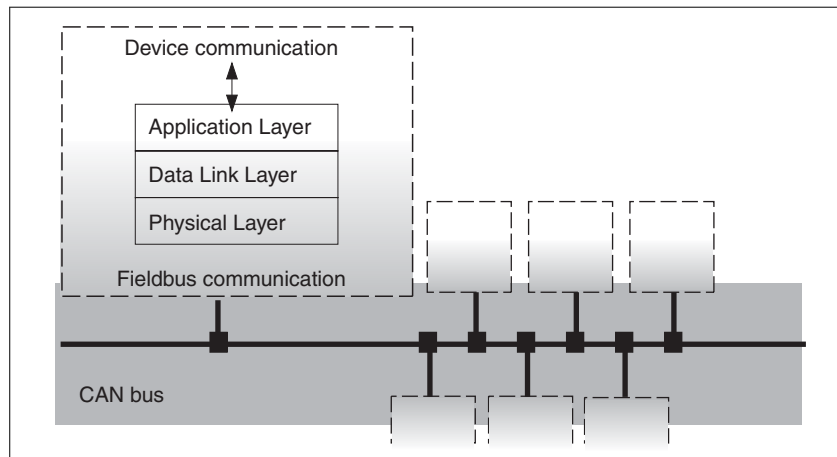 Device communication
Application Layer
Data Link Layer
Physical Layer
Fieldbus communication
CAN bus